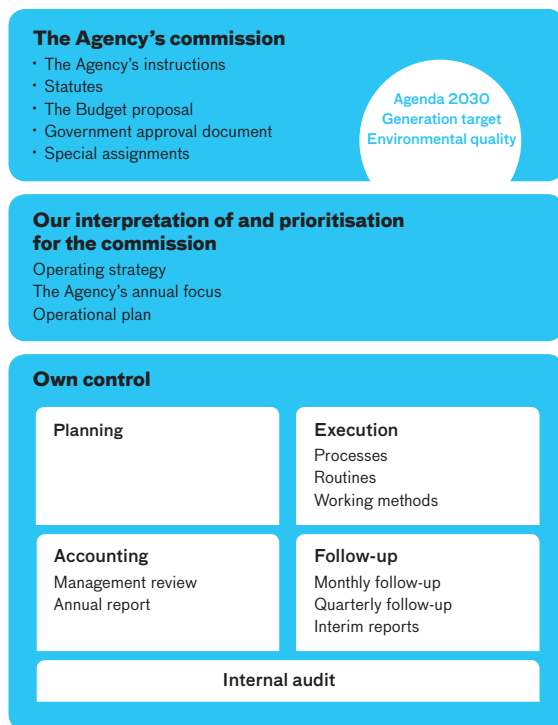 The Agency's commission
· The Agency's instructions
· Statutes
· The Budget proposal
· Government approval document
· Special assignments
Agenda 2030
Generation target
Environmental quality
Our interpretation of and prioritisation
for the commission
Operating strategy
The Agency's annual focus
Operational plan
Own control
Planning
Execution
Processes
Routines
Working methods
Accounting
Management review
Annual report
Follow-up
Monthly follow-up
Quarterly follow-up
Interim reports
Internal audit